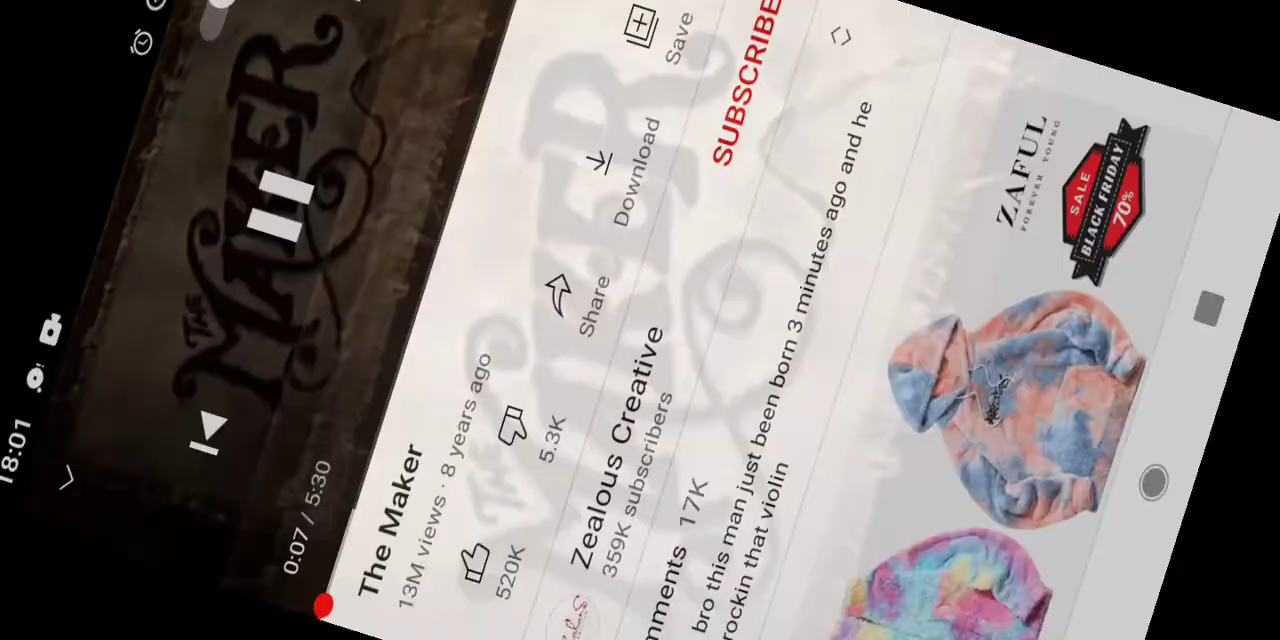 18:01
THE
MAKER
0:07 / 5:30
The Maker
13M views · 8 years ago
520K
5.3K
Share
Download
Save
Zealous Creative
359K subscribers
SUBSCRIBE
mments 17K
bro this man just been born 3 minutes ago and he
rockin that violin
ZAFUL
FOREVER YOUNG
SALE
BLACK FRIDAY
70%